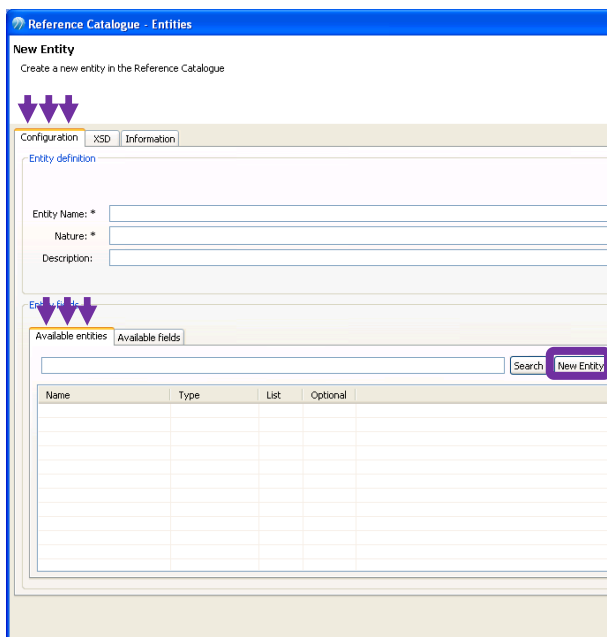 Reference Catalogue - Entities
New Entity
Create a new entity in the Reference Catalogue
Configuration XSD Information
Entity definition
Entity Name: *
Nature: *
Description:
Available entities Available fields
Search New Entity
Name Type List Optional